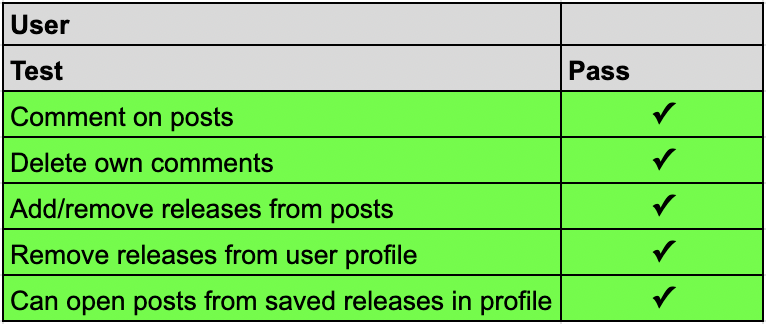 User
Test Pass
Comment on posts ✓
Delete own comments ✓
Add/remove releases from posts ✓
Remove releases from user profile ✓
Can open posts from saved releases in profile ✓